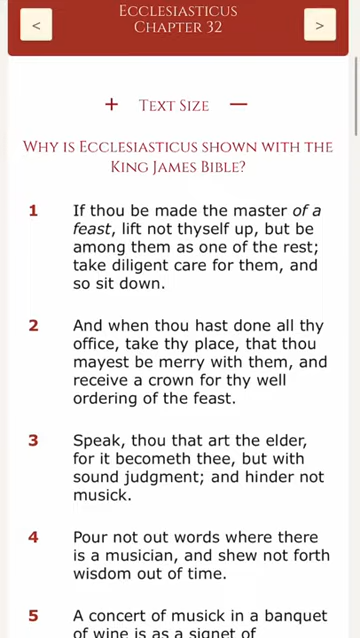 Ecclesiasticus
Chapter 32
<
>
+ Text Size —
Why is Ecclesiasticus shown with the
King James Bible?
1 If thou be made the master of a
feast, lift not thyself up, but be
among them as one of the rest;
take diligent care for them, and
so sit down.
2 And when thou hast done all thy
office, take thy place, that thou
mayest be merry with them, and
receive a crown for thy well
ordering of the feast.
3 Speak, thou that art the elder,
for it becometh thee, but with
sound judgment; and hinder not
musick.
4 Pour not out words where there
is a musician, and shew not forth
wisdom out of time.
5 A concert of musick in a banquet
of wine is as a signet of